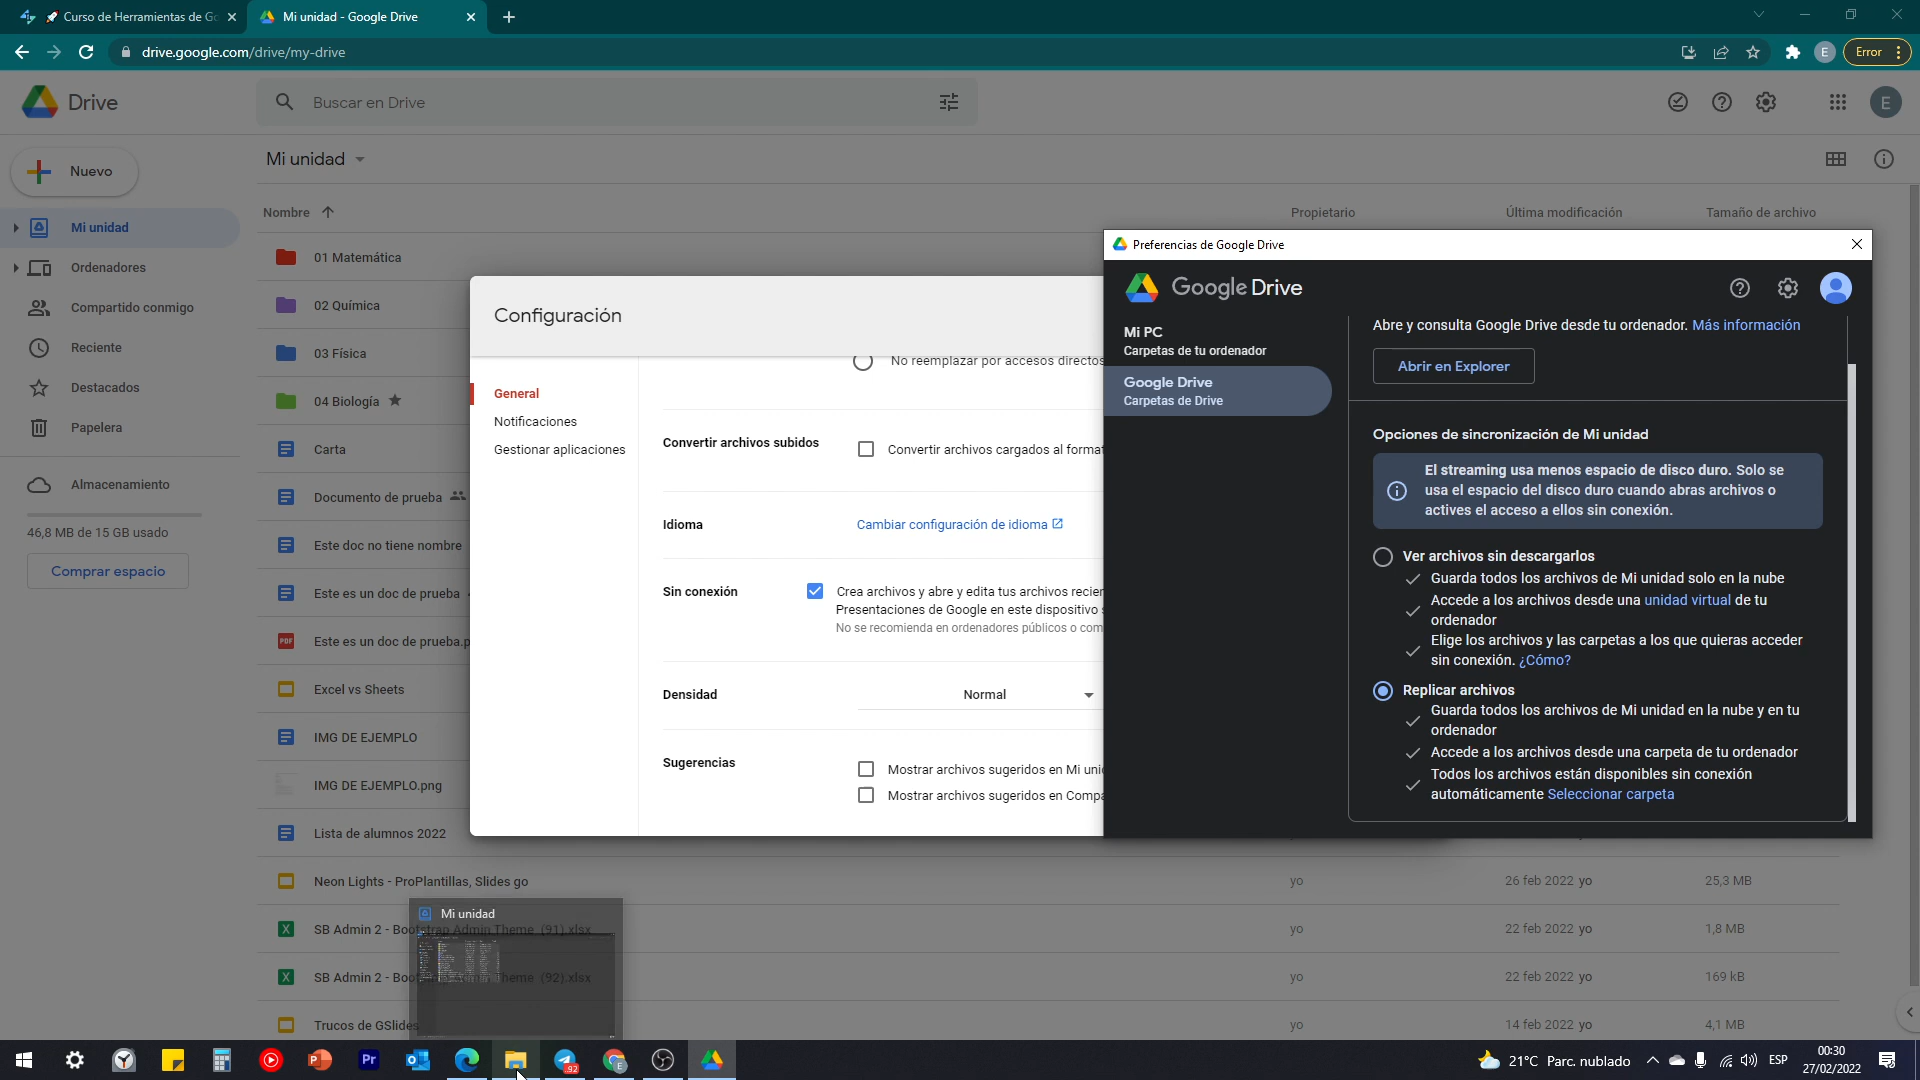 Curso de Herramientas de Go
Mi unidad - Google Drive
drive.google.com/drive/my-drive
E
Error
Drive
Buscar en Drive
E
Nuevo
Mi unidad
Nombre
Propietario
Última modificación
Tamaño de archivo
Mi unidad
Ordenadores
Compartido conmigo
Reciente
Destacados
Papelera
Almacenamiento
46,8 MB de 15 GB usado
Comprar espacio
01 Matemática
02 Química
03 Física
04 Biología
Carta
Documento de prueba
Este doc no tiene nombre
Este es un doc de prueba
PDF
Este es un doc de prueba.p
Excel vs Sheets
IMG DE EJEMPLO
IMG DE EJEMPLO.png
Lista de alumnos 2022
Neon Lights - ProPlantillas, Slides go
yo
26 feb 2022 yo
25,3 MB
X
SB Admin 2 - Bootstrap Admin Theme (91).xlsx
yo
22 feb 2022 yo
1,8 MB
X
SB Admin 2 - Boo
heme (92).xlsx
yo
22 feb 2022 yo
169 kB
Trucos de GSlides
yo
14 feb 2022 yo
4,1 MB
Configuración
General
Notificaciones
Gestionar aplicaciones
No reemplazar por accesos directos
Convertir archivos subidos
Convertir archivos cargados al format
Idioma
Cambiar configuración de idioma
Sin conexión
Crea archivos y abre y edita tus archivos recier
Presentaciones de Google en este dispositivo s
No se recomienda en ordenadores públicos o com
Densidad
Normal
Sugerencias
Mostrar archivos sugeridos en Mi unid
Mostrar archivos sugeridos en Compa
Preferencias de Google Drive
Google Drive
Mi PC
Carpetas de tu ordenador
Google Drive
Carpetas de Drive
Abre y consulta Google Drive desde tu ordenador. Más información
Abrir en Explorer
Opciones de sincronización de Mi unidad
El streaming usa menos espacio de disco duro. Solo se
usa el espacio del disco duro cuando abras archivos o
actives el acceso a ellos sin conexión.
Ver archivos sin descargarlos
Guarda todos los archivos de Mi unidad solo en la nube
Accede a los archivos desde una unidad virtual de tu
ordenador
Elige los archivos y las carpetas a los que quieras acceder
sin conexión. ¿Cómo?
Replicar archivos
Guarda todos los archivos de Mi unidad en la nube y en tu
ordenador
Accede a los archivos desde una carpeta de tu ordenador
Todos los archivos están disponibles sin conexión
automáticamente Seleccionar carpeta
Mi unidad
Pr
92
E
21°C Parc. nublado
ESP
00:30
27/02/2022